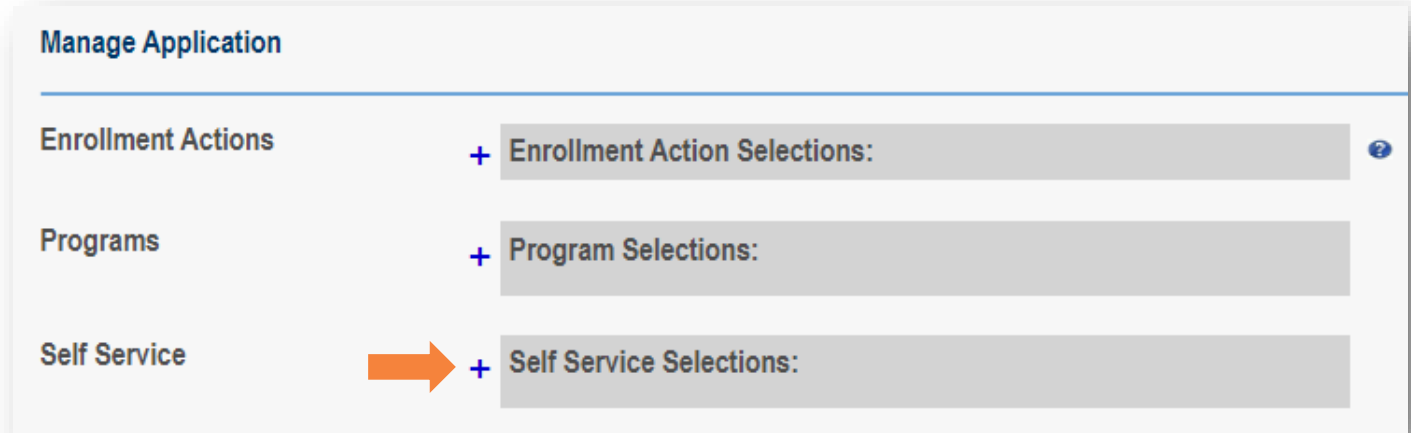 Manage Application
Enrollment Actions + Enrollment Action Selections: ?
Programs + Program Selections:
Self Service + Self Service Selections: